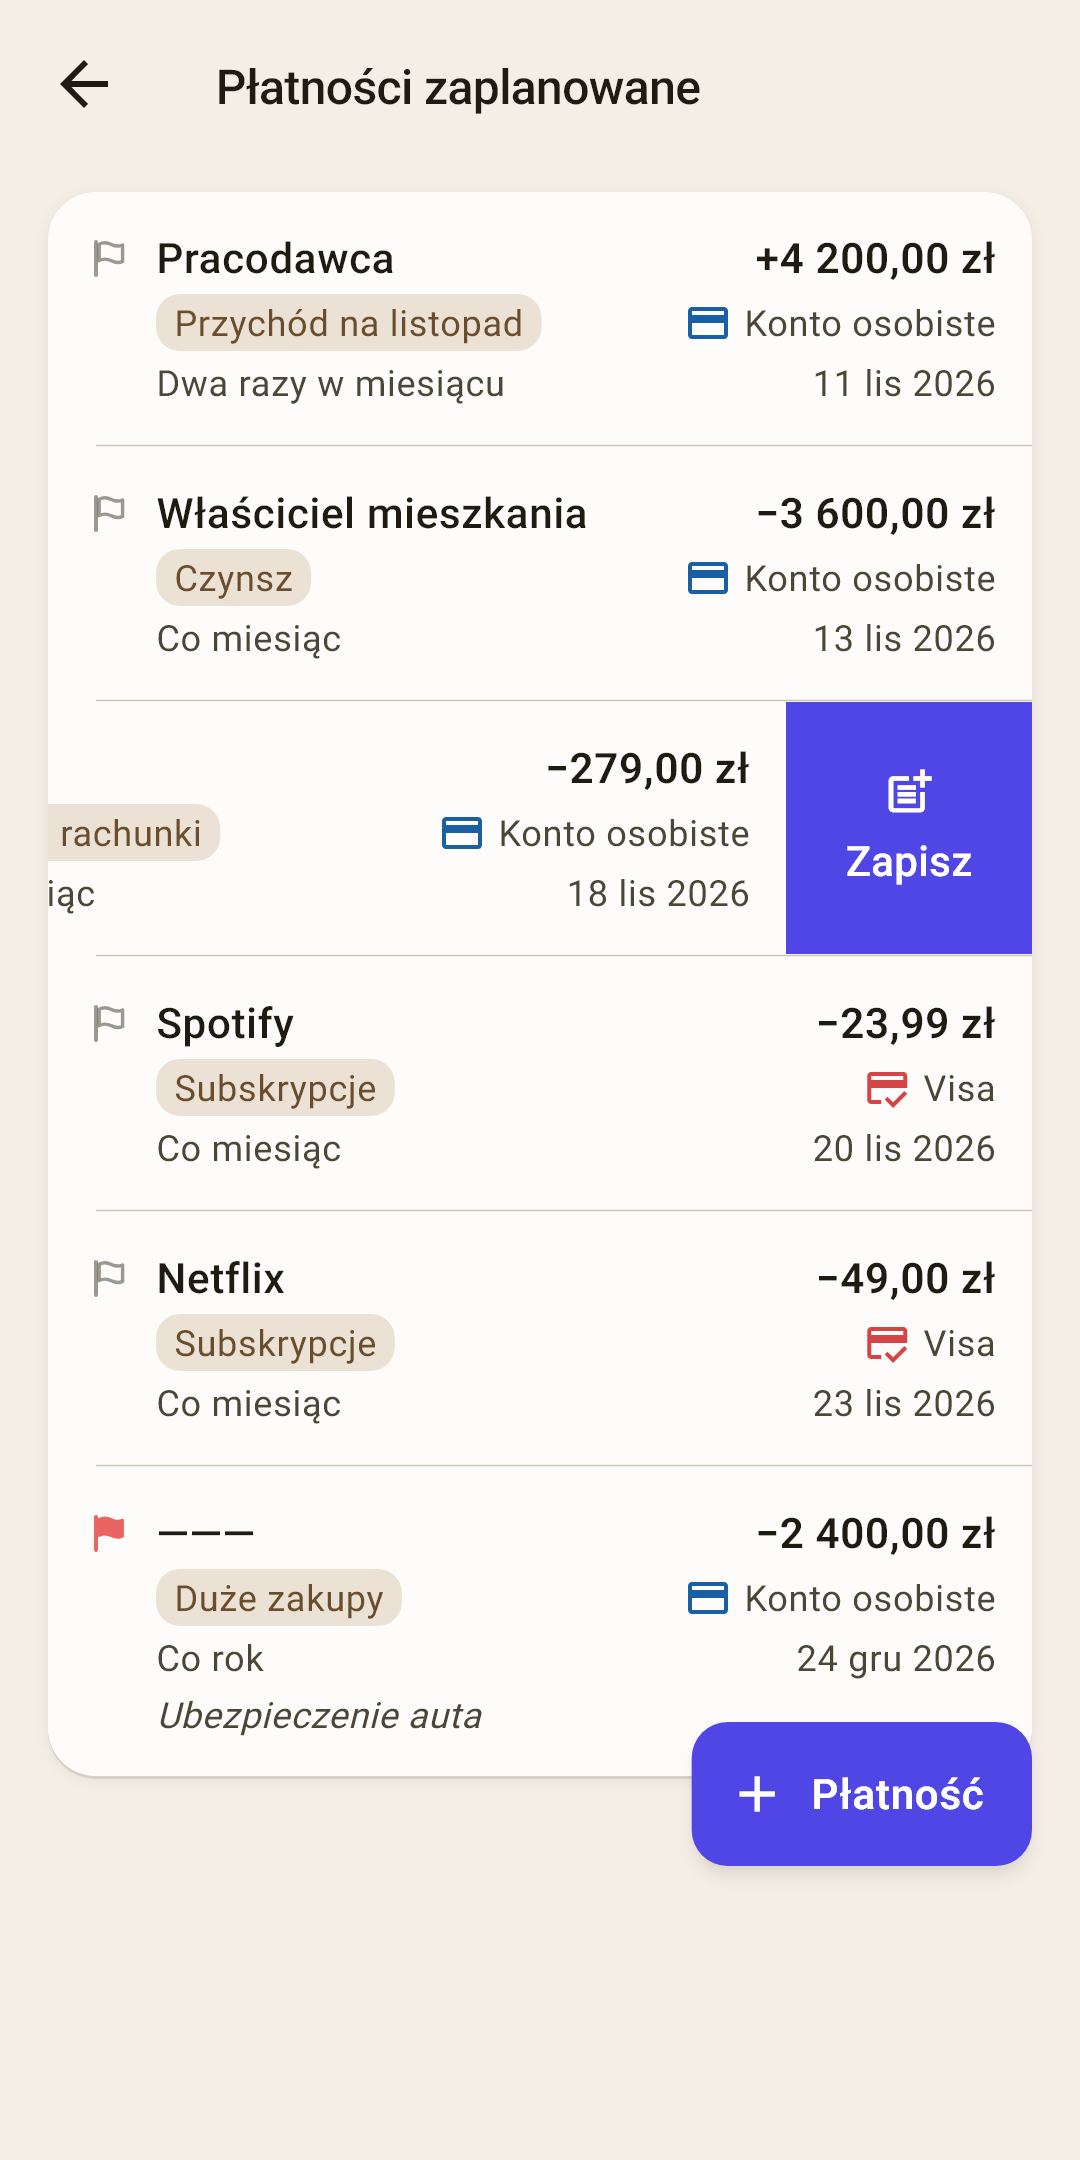 Płatności zaplanowane
Pracodawca +4 200,00 zł
Przychód na listopad Konto osobiste
Dwa razy w miesiącu 11 lis 2026
Właściciel mieszkania −3 600,00 zł
Czynsz Konto osobiste
Co miesiąc 13 lis 2026
−279,00 zł
rachunki Konto osobiste
iąc 18 lis 2026
Zapisz
Spotify −23,99 zł
Subskrypcje Visa
Co miesiąc 20 lis 2026
Netflix −49,00 zł
Subskrypcje Visa
Co miesiąc 23 lis 2026
——— −2 400,00 zł
Duże zakupy Konto osobiste
Co rok 24 gru 2026
Ubezpieczenie auta
+ Płatność